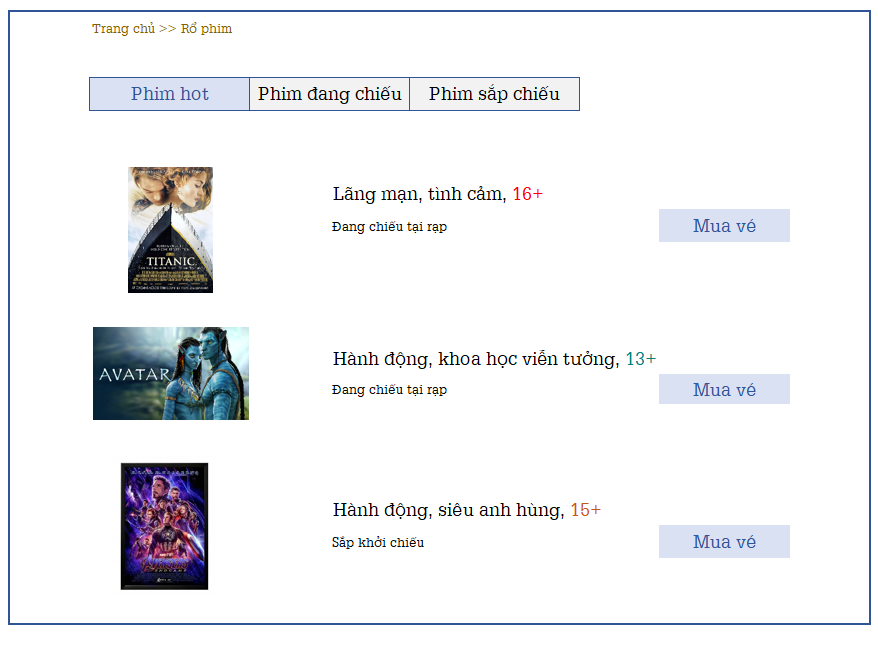 Trang chủ >> Rổ phim
Phim hot Phim đang chiếu Phim sắp chiếu
Lãng mạn, tình cảm, 16+
Đang chiếu tại rạp
Mua vé
TITANIC
Hành động, khoa học viễn tưởng, 13+
AVATAR
Đang chiếu tại rạp
Mua vé
Hành động, siêu anh hùng, 15+
Sắp khởi chiếu
Mua vé
AVENGERS